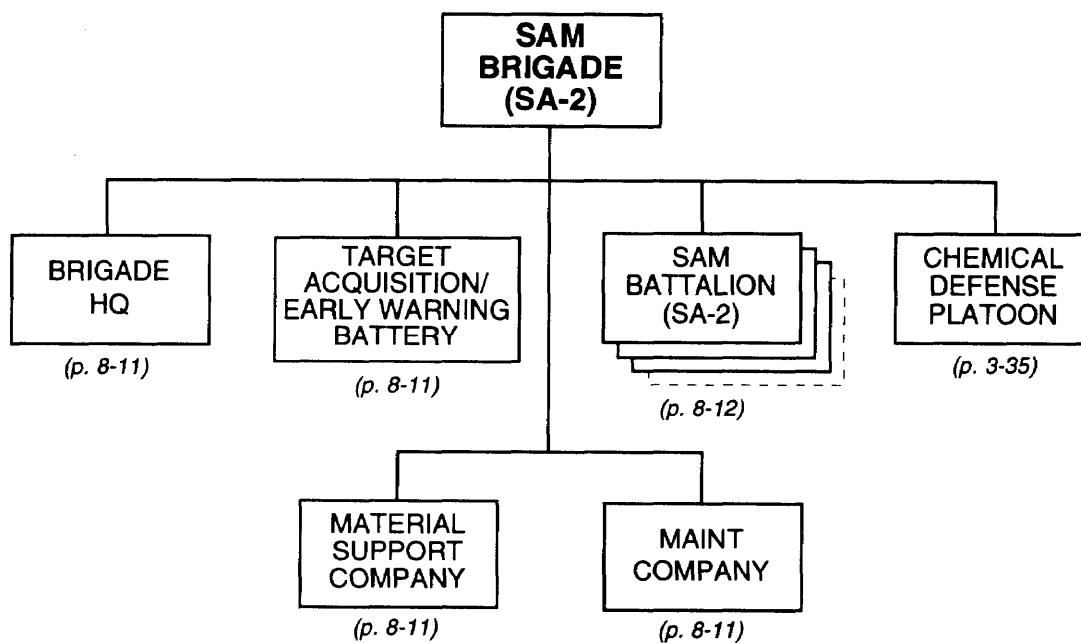 SAM
BRIGADE
(SA-2)
BRIGADE
HQ
(p. 8-11)
TARGET
ACQUISITION/
EARLY WARNING
BATTERY
(p. 8-11)
SAM
BATTALION
(SA-2)
(p. 8-12)
CHEMICAL
DEFENSE
PLATOON
(p. 3-35)
MATERIAL
SUPPORT
COMPANY
(p. 8-11)
MAINT
COMPANY
(p. 8-11)